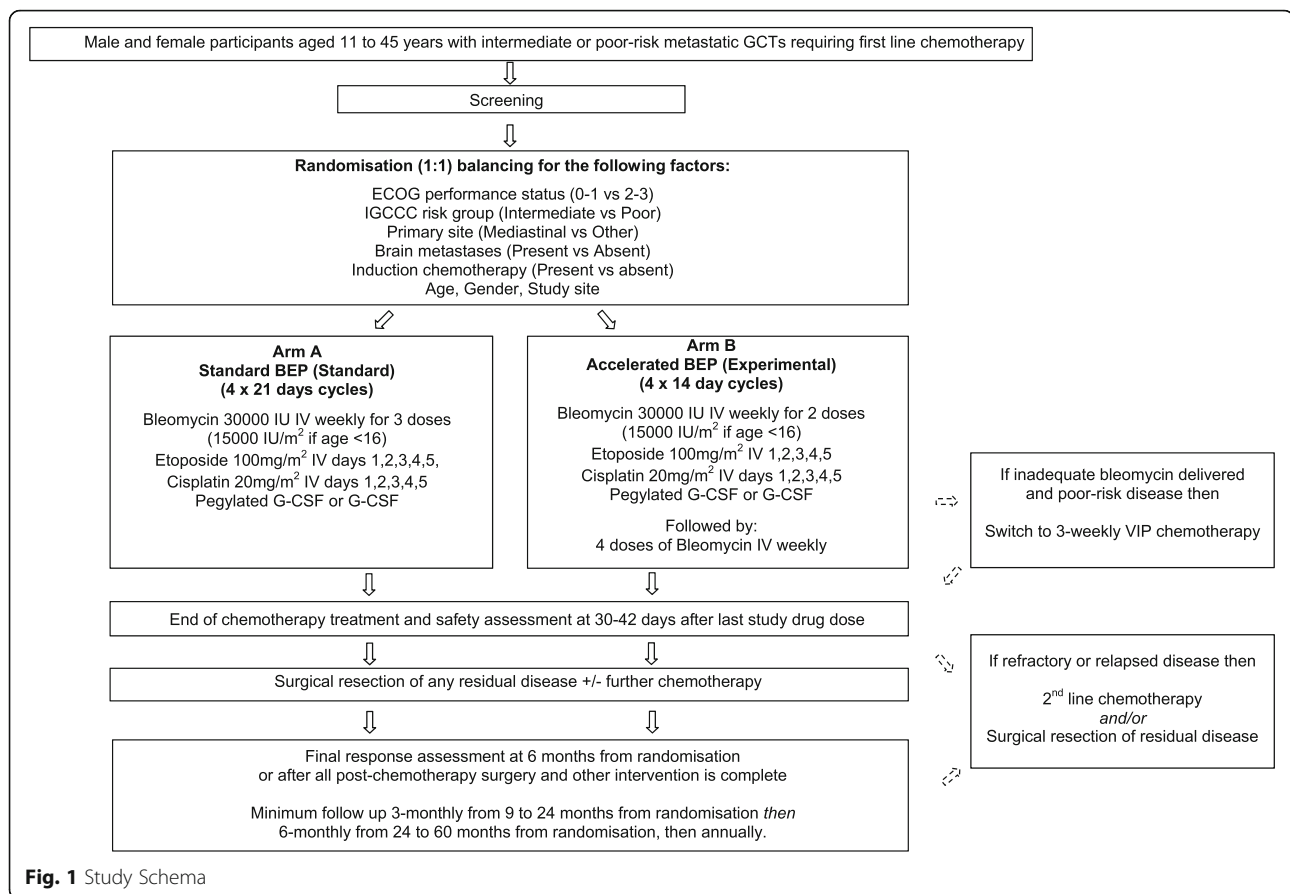 Male and female participants aged 11 to 45 years with intermediate or poor-risk metastatic GCTs requiring first line chemotherapy
Screening
Randomisation (1:1) balancing for the following factors:
ECOG performance status (0-1 vs 2-3)
IGCCC risk group (Intermediate vs Poor)
Primary site (Mediastinal vs Other)
Brain metastases (Present vs Absent)
Induction chemotherapy (Present vs absent)
Age, Gender, Study site
Arm A
Standard BEP (Standard)
(4 x 21 days cycles)
Bleomycin 30000 IU IV weekly for 3 doses
(15000 IU/m² if age <16)
Etoposide 100mg/m² IV days 1,2,3,4,5,
Cisplatin 20mg/m² IV days 1,2,3,4,5
Pegylated G-CSF or G-CSF
Arm B
Accelerated BEP (Experimental)
(4 x 14 day cycles)
Bleomycin 30000 IU IV weekly for 2 doses
(15000 IU/m² if age <16)
Etoposide 100mg/m² IV 1,2,3,4,5
Cisplatin 20mg/m² IV days 1,2,3,4,5
Pegylated G-CSF or G-CSF
Followed by:
4 doses of Bleomycin IV weekly
If inadequate bleomycin delivered
and poor-risk disease then
Switch to 3-weekly VIP chemotherapy
End of chemotherapy treatment and safety assessment at 30-42 days after last study drug dose
Surgical resection of any residual disease +/- further chemotherapy
If refractory or relapsed disease then
2nd line chemotherapy
and/or
Surgical resection of residual disease
Final response assessment at 6 months from randomisation
or after all post-chemotherapy surgery and other intervention is complete
Minimum follow up 3-monthly from 9 to 24 months from randomisation then
6-monthly from 24 to 60 months from randomisation, then annually.
Fig. 1 Study Schema